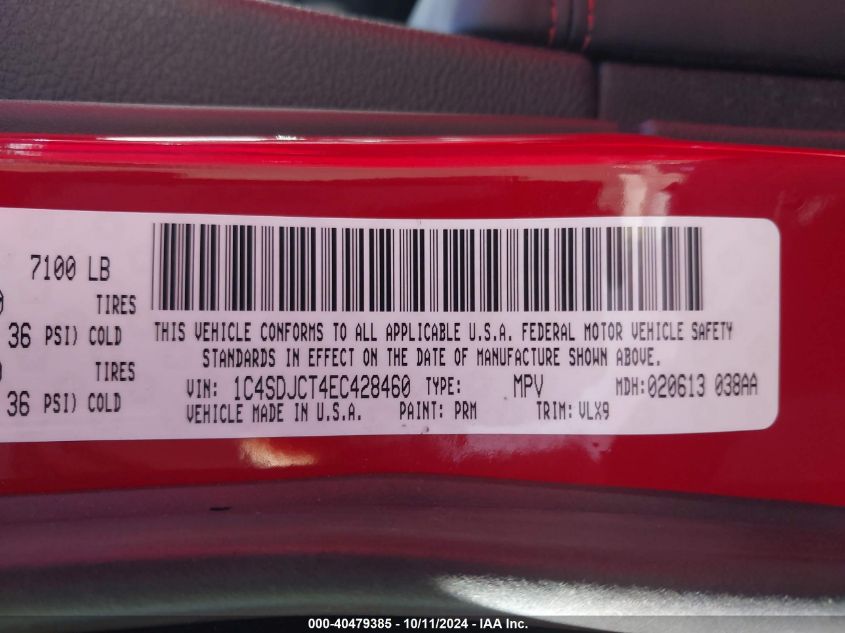 7100 LB
TIRES
36 PSI) COLD
TIRES
36 PSI) COLD
THIS VEHICLE CONFORMS TO ALL APPLICABLE U.S.A. FEDERAL MOTOR VEHICLE SAFETY
STANDARDS IN EFFECT ON THE DATE OF MANUFACTURE SHOWN ABOVE.
VIN: 1C4SDJCT4EC428460 TYPE: MPV MDH:020613 038AA
VEHICLE MADE IN U.S.A. PAINT: PRM TRIM: VLX9
000-40479385 - 10/11/2024 - IAA Inc.